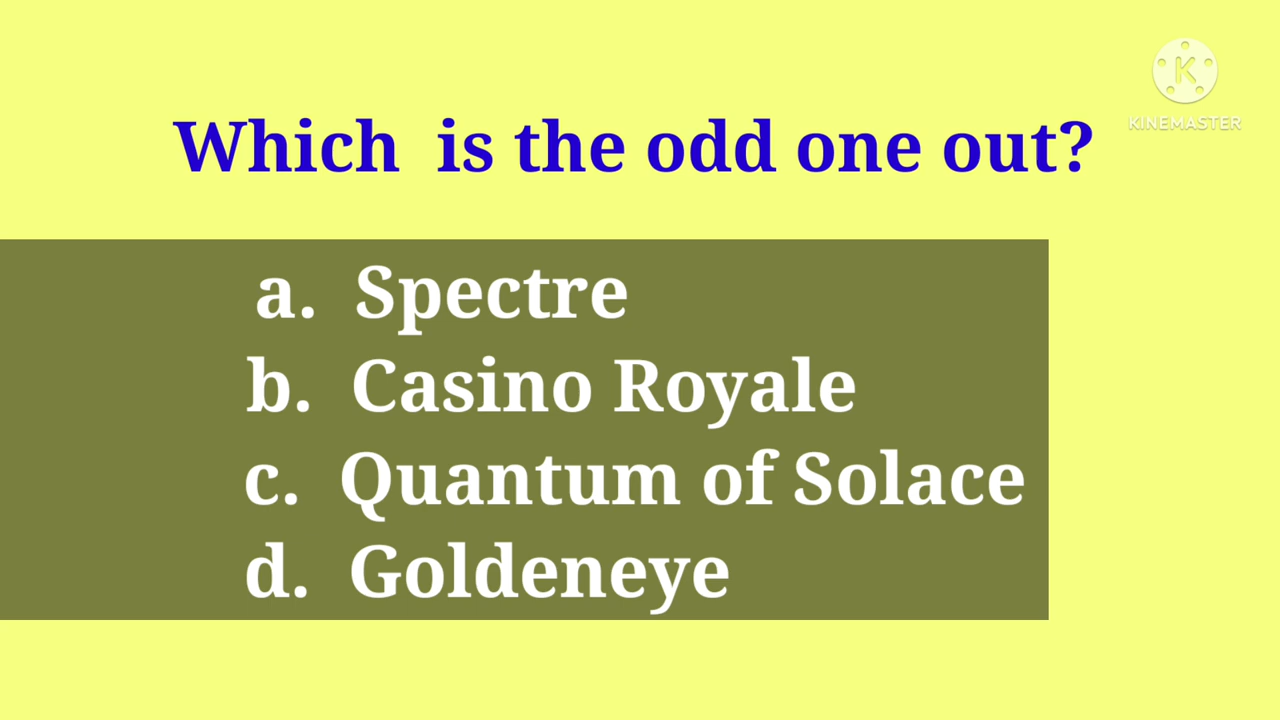 KINEMASTER
Which is the odd one out?
a. Spectre
b. Casino Royale
c. Quantum of Solace
d. Goldeneye